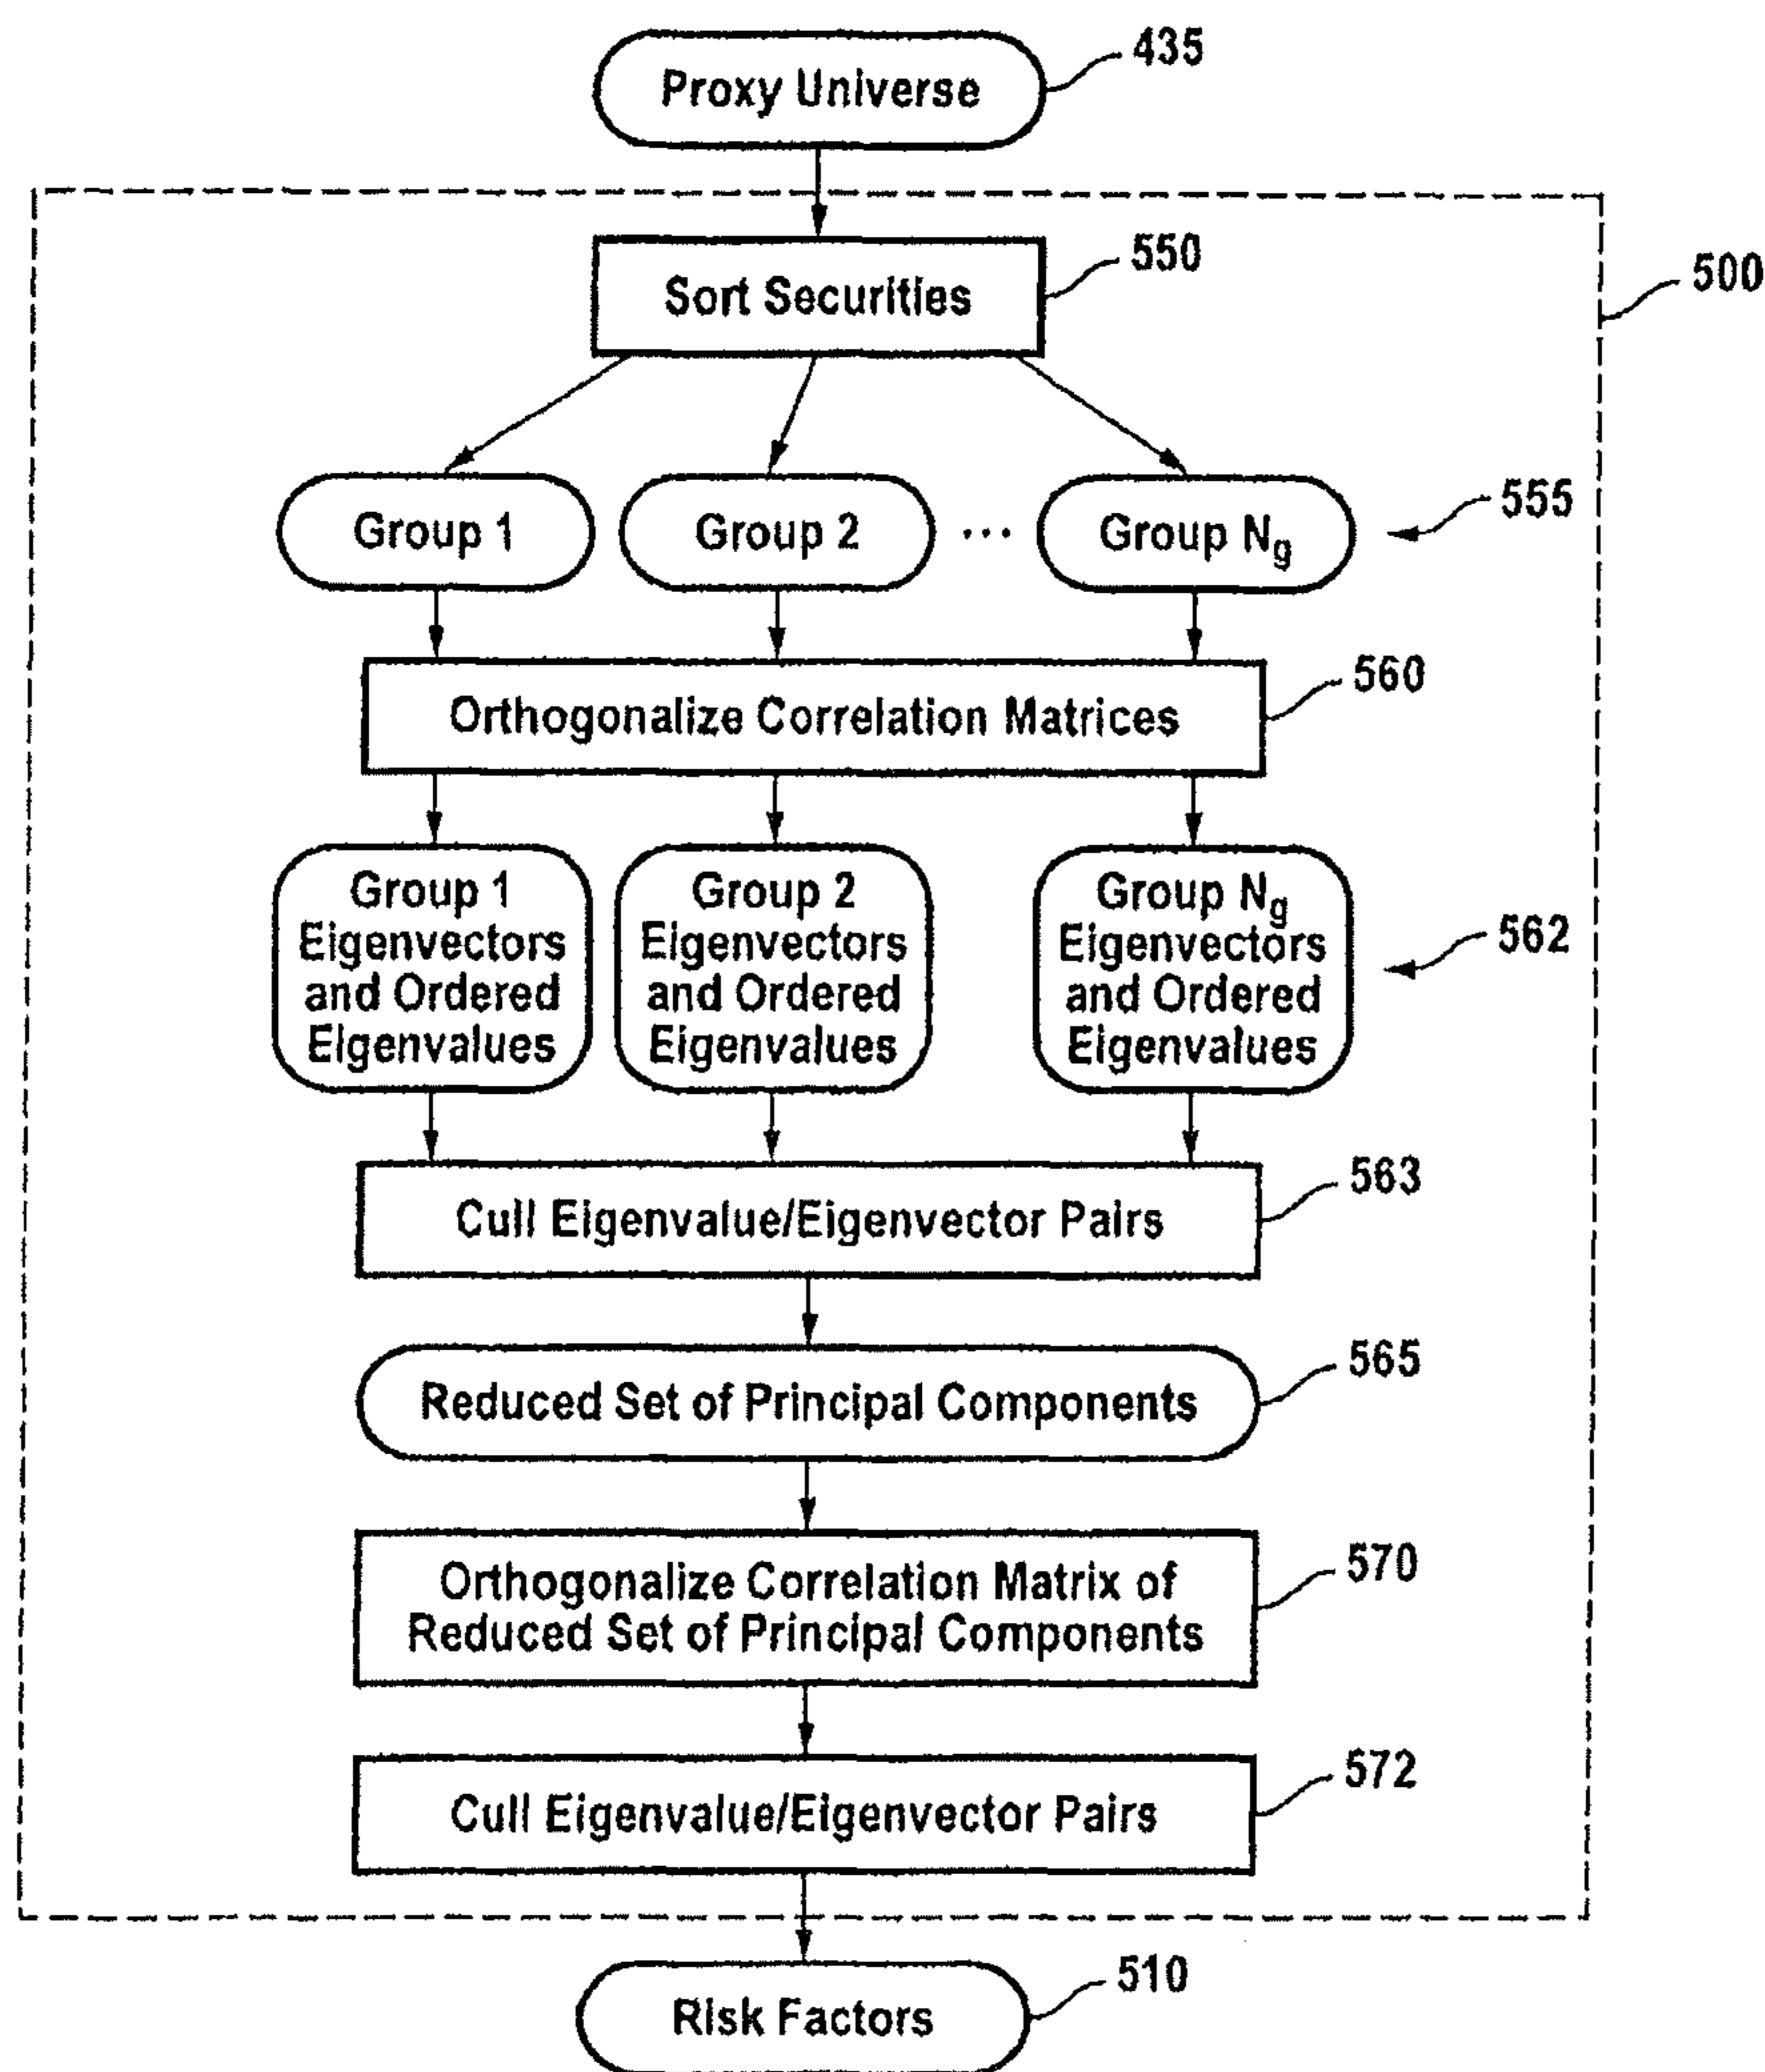 Proxy Universe
435
Sort Securities
550
500
Group 1
Group 2
...
Group Ng
555
Orthogonalize Correlation Matrices
560
Group 1
Eigenvectors
and Ordered
Eigenvalues
Group 2
Eigenvectors
and Ordered
Eigenvalues
Group Ng
Eigenvectors
and Ordered
Eigenvalues
562
Cull Eigenvalue/Eigenvector Pairs
563
Reduced Set of Principal Components
565
Orthogonalize Correlation Matrix of
Reduced Set of Principal Components
570
Cull Eigenvalue/Eigenvector Pairs
572
Risk Factors
510